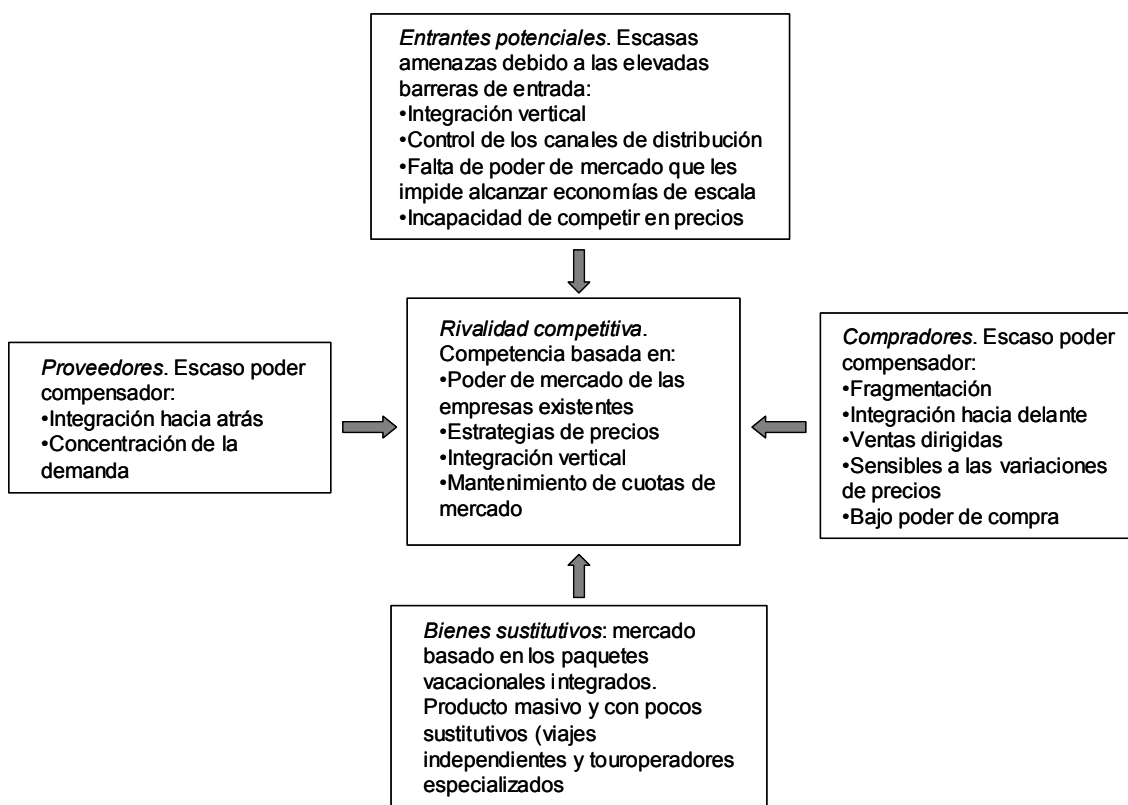 Entrantes potenciales. Escasas
amenazas debido a las elevadas
barreras de entrada:
•Integración vertical
•Control de los canales de distribución
•Falta de poder de mercado que les
impide alcanzar economías de escala
•Incapacidad de competir en precios
Proveedores. Escaso poder
compensador:
•Integración hacia atrás
•Concentración de la
demanda
Rivalidad competitiva.
Competencia basada en:
•Poder de mercado de las
empresas existentes
•Estrategias de precios
•Integración vertical
•Mantenimiento de cuotas de
mercado
Compradores. Escaso poder
compensador:
•Fragmentación
•Integración hacia delante
•Ventas dirigidas
•Sensibles a las variaciones
de precios
•Bajo poder de compra
Bienes sustitutivos: mercado
basado en los paquetes
vacacionales integrados.
Producto masivo y con pocos
sustitutivos (viajes
independientes y touroperadores
especializados